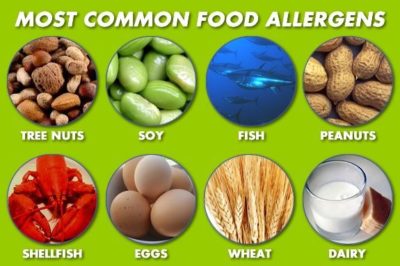 MOST COMMON FOOD ALLERGENS
TREE NUTS
SOY
FISH
PEANUTS
SHELLFISH
EGGS
WHEAT
DAIRY